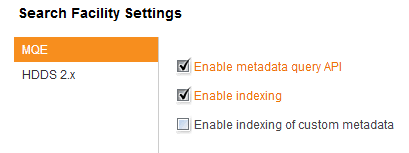 Search Facility Settings
MQE
HDDS 2.x
Enable metadata query API
Enable indexing
Enable indexing of custom metadata